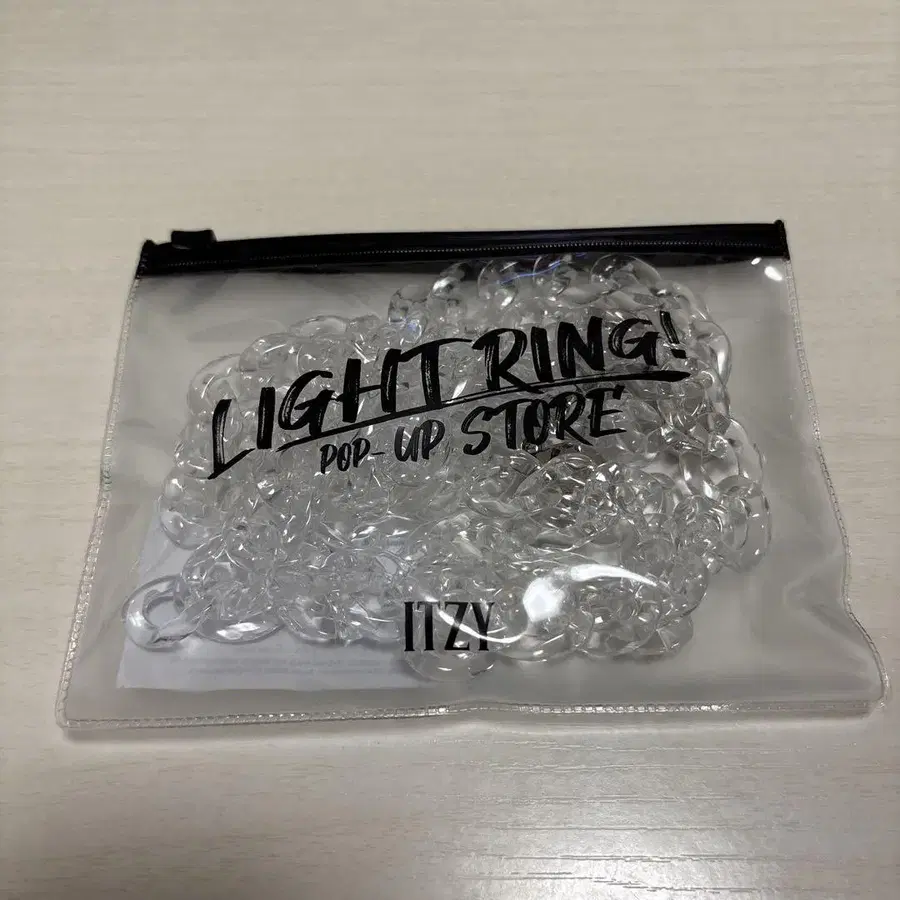 LIGHT RING!
POP-UP STORE
ITZY